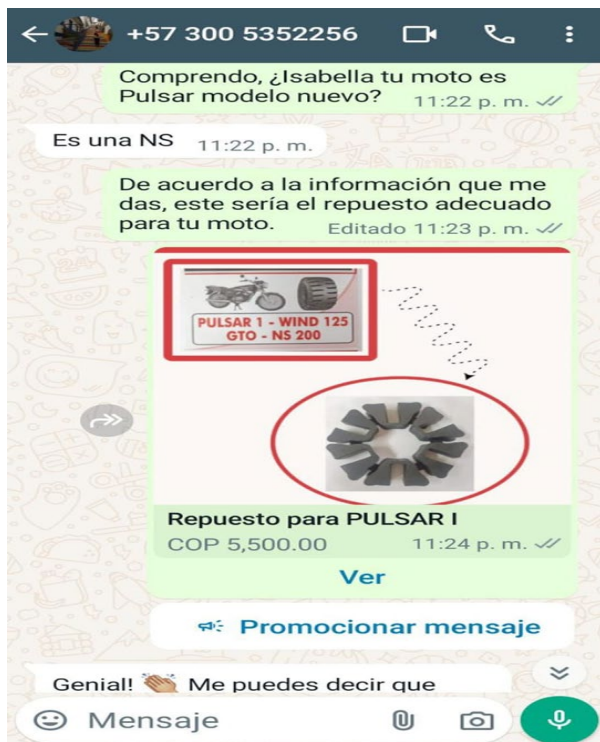 +57 300 5352256
Comprendo, ¿Isabella tu moto es
Pulsar modelo nuevo? 11:22 p. m.
Es una NS 11:22 p. m.
De acuerdo a la información que me
das, este sería el repuesto adecuado
para tu moto. Editado 11:23 p. m.
PULSAR 1 - WIND 125
GTO - NS 200
Repuesto para PULSAR I
COP 5,500.00 11:24 p. m.
Ver
Promocionar mensaje
Genial! 👏🏼 Me puedes decir que
Mensaje